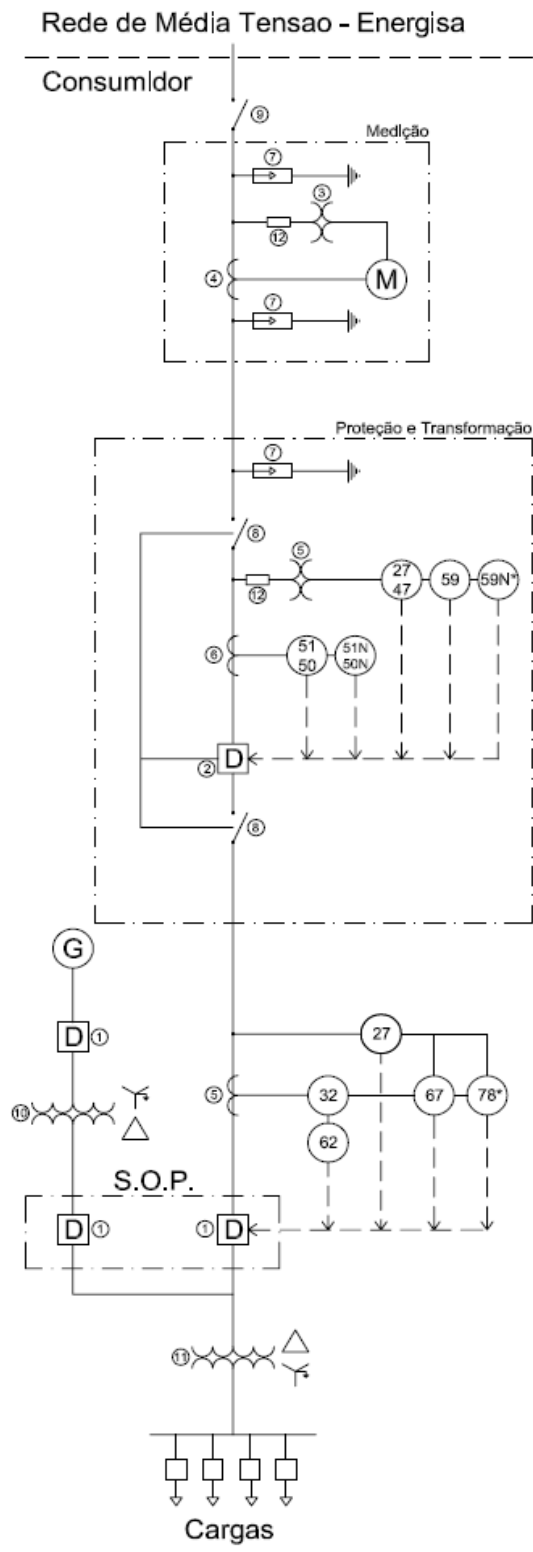 Rede de Média Tensao - Energisa
ConsumIdor
9
MedIção
7
3
12
4
M
7
Proteção e Transformação
7
8
5
12
27
47
59
59N*
6
51
50
51N
50N
2
D
8
G
D
1
27
10
5
32
67
78*
62
S.O.P.
D
1
1
D
11
Cargas